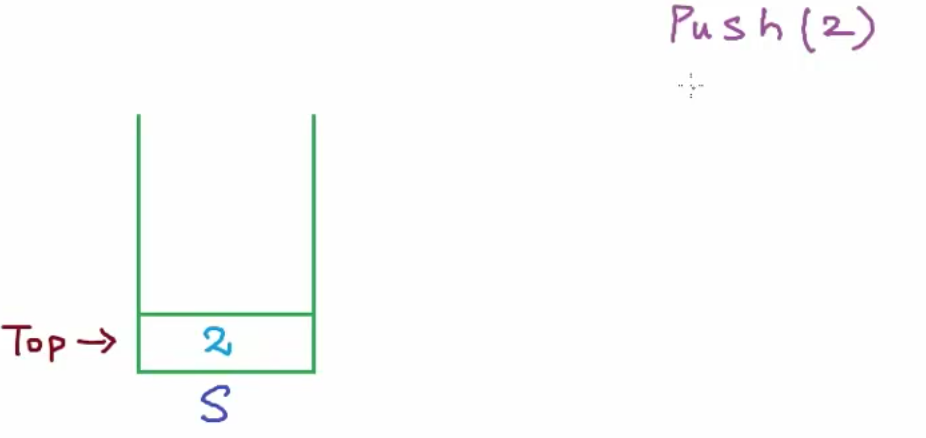 Push(2)
Top →
2
S